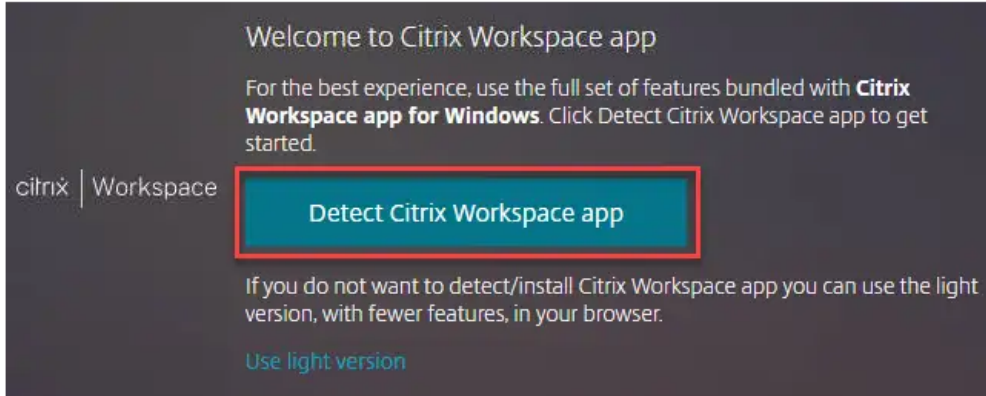 Welcome to Citrix Workspace app
For the best experience, use the full set of features bundled with Citrix
Workspace app for Windows. Click Detect Citrix Workspace app to get
started.
citrix | Workspace
Detect Citrix Workspace app
If you do not want to detect/install Citrix Workspace app you can use the light
version, with fewer features, in your browser.
Use light version